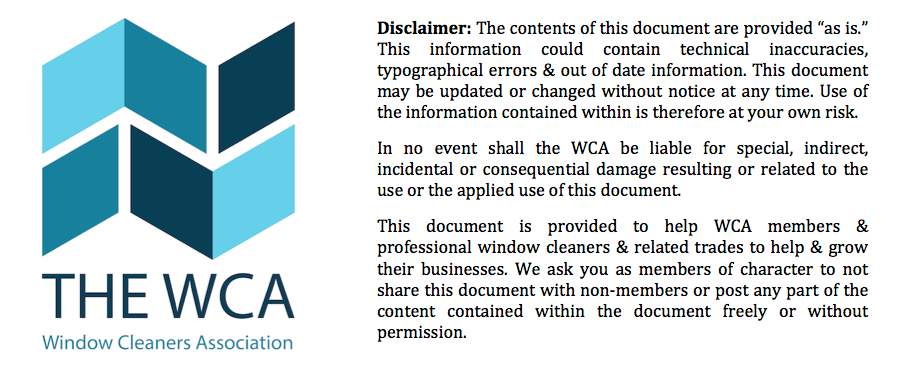 THE WCA
Window Cleaners Association
Disclaimer: The contents of this document are provided “as is.”
This information could contain technical inaccuracies,
typographical errors & out of date information. This document
may be updated or changed without notice at any time. Use of
the information contained within is therefore at your own risk.
In no event shall the WCA be liable for special, indirect,
incidental or consequential damage resulting or related to the
use or the applied use of this document.
This document is provided to help WCA members &
professional window cleaners & related trades to help & grow
their businesses. We ask you as members of character to not
share this document with non-members or post any part of the
content contained within the document freely or without
permission.